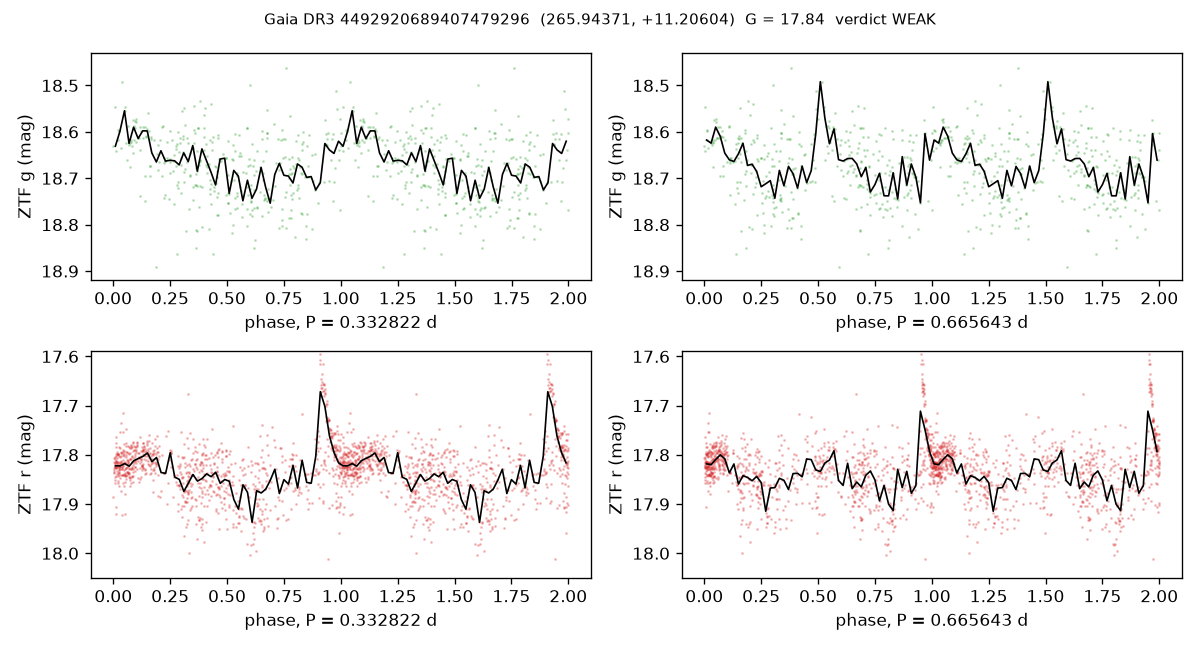 Gaia DR3 4492920689407479296  (265.94371, +11.20604)  G = 17.84  verdict WEAK
ZTF g (mag)
18.5
18.6
18.7
18.8
18.9
0.00 0.25 0.50 0.75 1.00 1.25 1.50 1.75 2.00
phase, P = 0.332822 d
ZTF g (mag)
18.5
18.6
18.7
18.8
18.9
0.00 0.25 0.50 0.75 1.00 1.25 1.50 1.75 2.00
phase, P = 0.665643 d
ZTF r (mag)
17.6
17.7
17.8
17.9
18.0
0.00 0.25 0.50 0.75 1.00 1.25 1.50 1.75 2.00
phase, P = 0.332822 d
ZTF r (mag)
17.6
17.7
17.8
17.9
18.0
0.00 0.25 0.50 0.75 1.00 1.25 1.50 1.75 2.00
phase, P = 0.665643 d